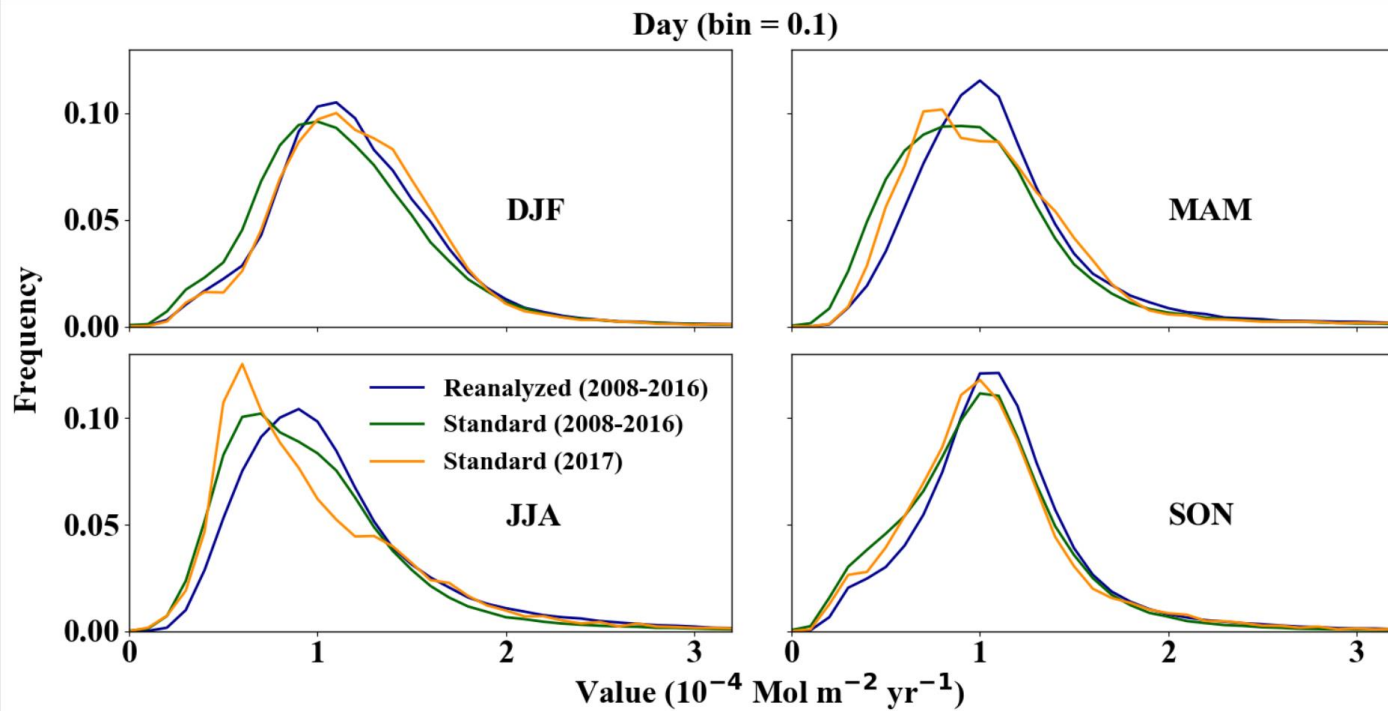 Day (bin = 0.1)
Frequency
0.10
0.05
0.00
DJF
MAM
0.10
0.05
0.00
Reanalyzed (2008-2016)
Standard (2008-2016)
Standard (2017)
JJA
SON
0 1 2 3
0 1 2 3
Value (10⁻⁴ Mol m⁻² yr⁻¹)